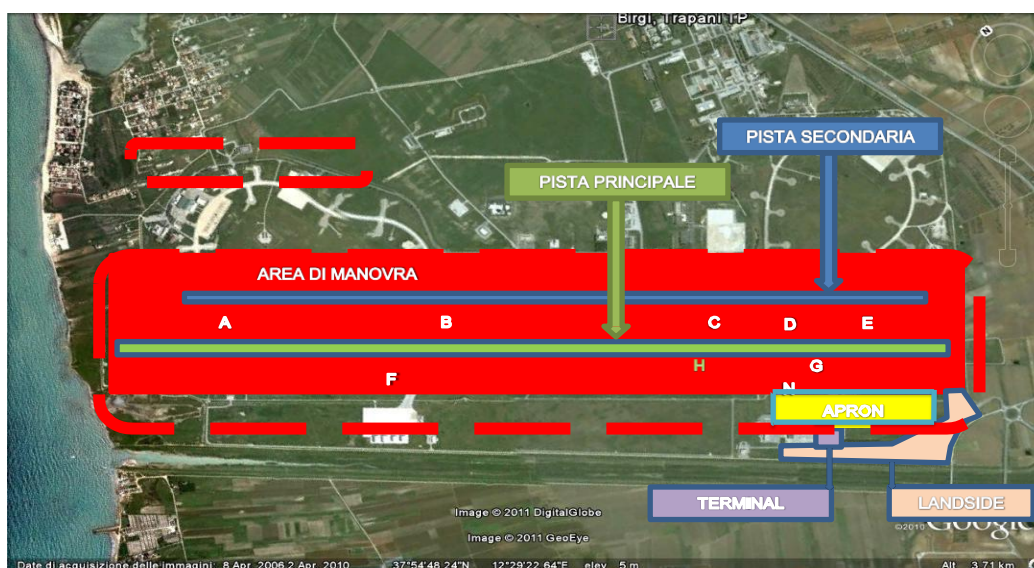 Birgi, Trapani TP
PISTA SECONDARIA
PISTA PRINCIPALE
AREA DI MANOVRA
A B C D E
H G
F
N
APRON
TERMINAL
LANDSIDE
Image © 2011 DigitalGlobe
Image © 2011 GeoEye
©2010 Google
Data di acquisizione delle immagini: 8 Apr, 2006 2 Apr, 2010 37°54'48.24"N 12°29'22.64"E elev 5 m Alt 3.71 km